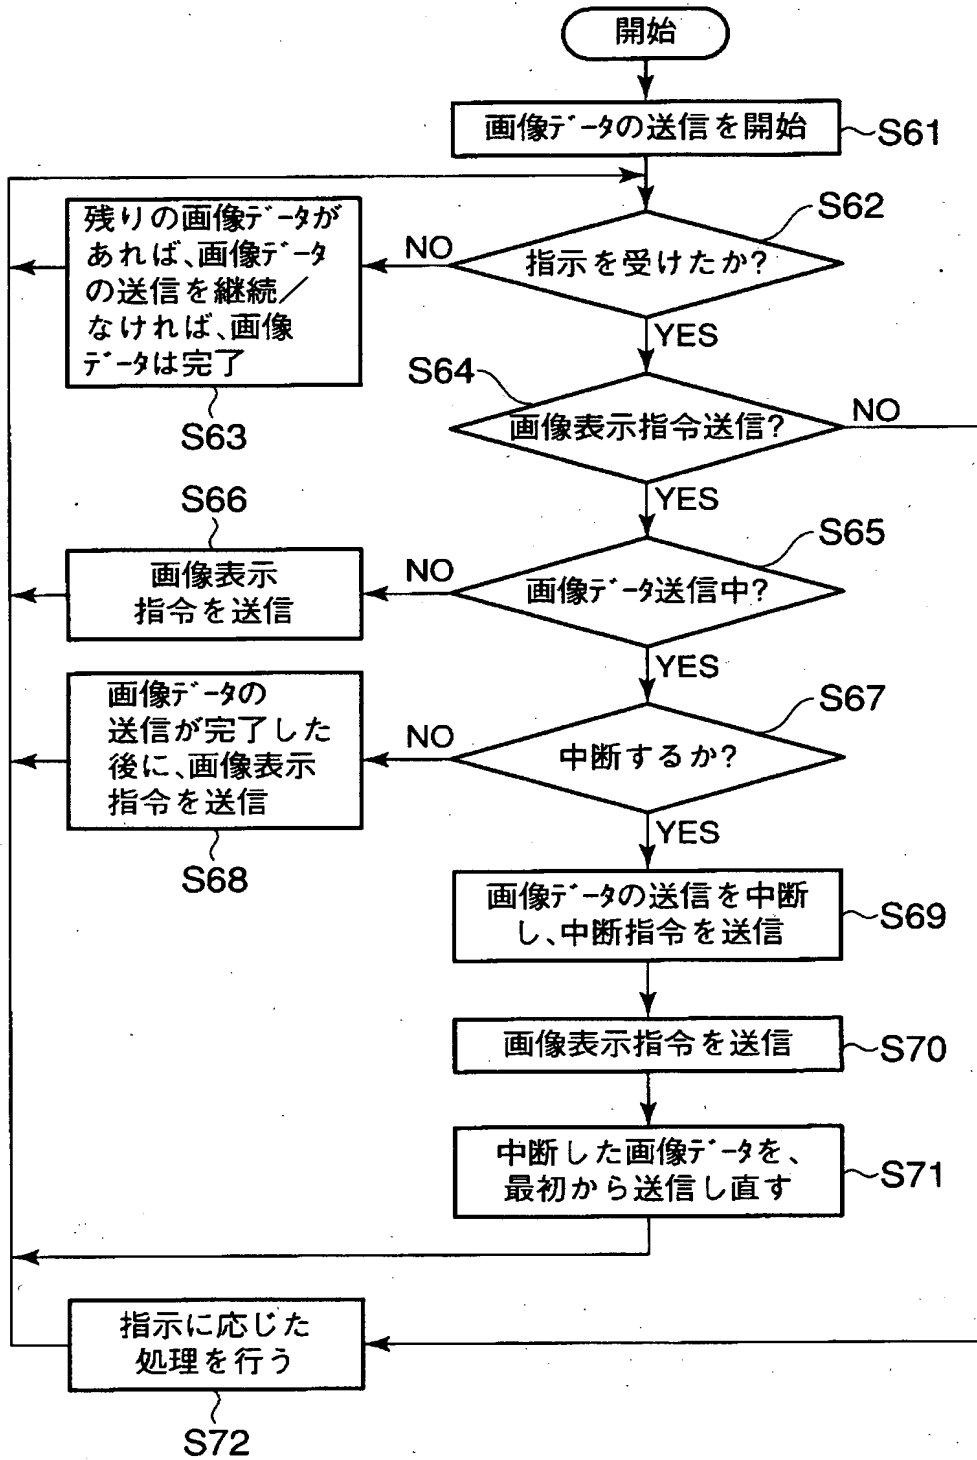 開始
画像データの送信を開始
S61
S62
指示を受けたか?
NO
YES
残りの画像データが
あれば、画像データ
の送信を継続／
なければ、画像
データは完了
S63
S64
画像表示指令送信?
NO
YES
S65
画像データ送信中?
NO
YES
S66
画像表示
指令を送信
S67
中断するか?
NO
YES
画像データの
送信が完了した
後に、画像表示
指令を送信
S68
画像データの送信を中断
し、中断指令を送信
S69
画像表示指令を送信
S70
中断した画像データを、
最初から送信し直す
S71
指示に応じた
処理を行う
S72